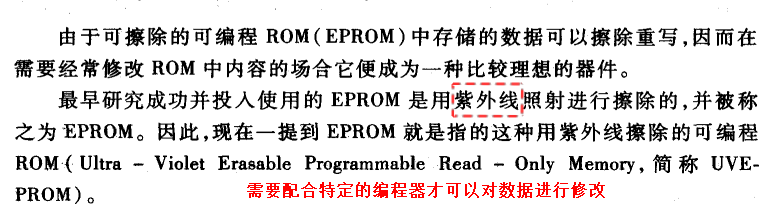 由于可擦除的可编程 ROM(EPROM)中存储的数据可以擦除重写,因而在
需要经常修改 ROM 中内容的场合它便成为一种比较理想的器件。
最早研究成功并投入使用的 EPROM 是用紫外线照射进行擦除的,并被称
之为 EPROM。因此,现在一提到 EPROM 就是指的这种用紫外线擦除的可编程
ROM(Ultra – Violet Erasable Programmable Read – Only Memory,简称 UVE-
PROM)。
需要配合特定的编程器才可以对数据进行修改